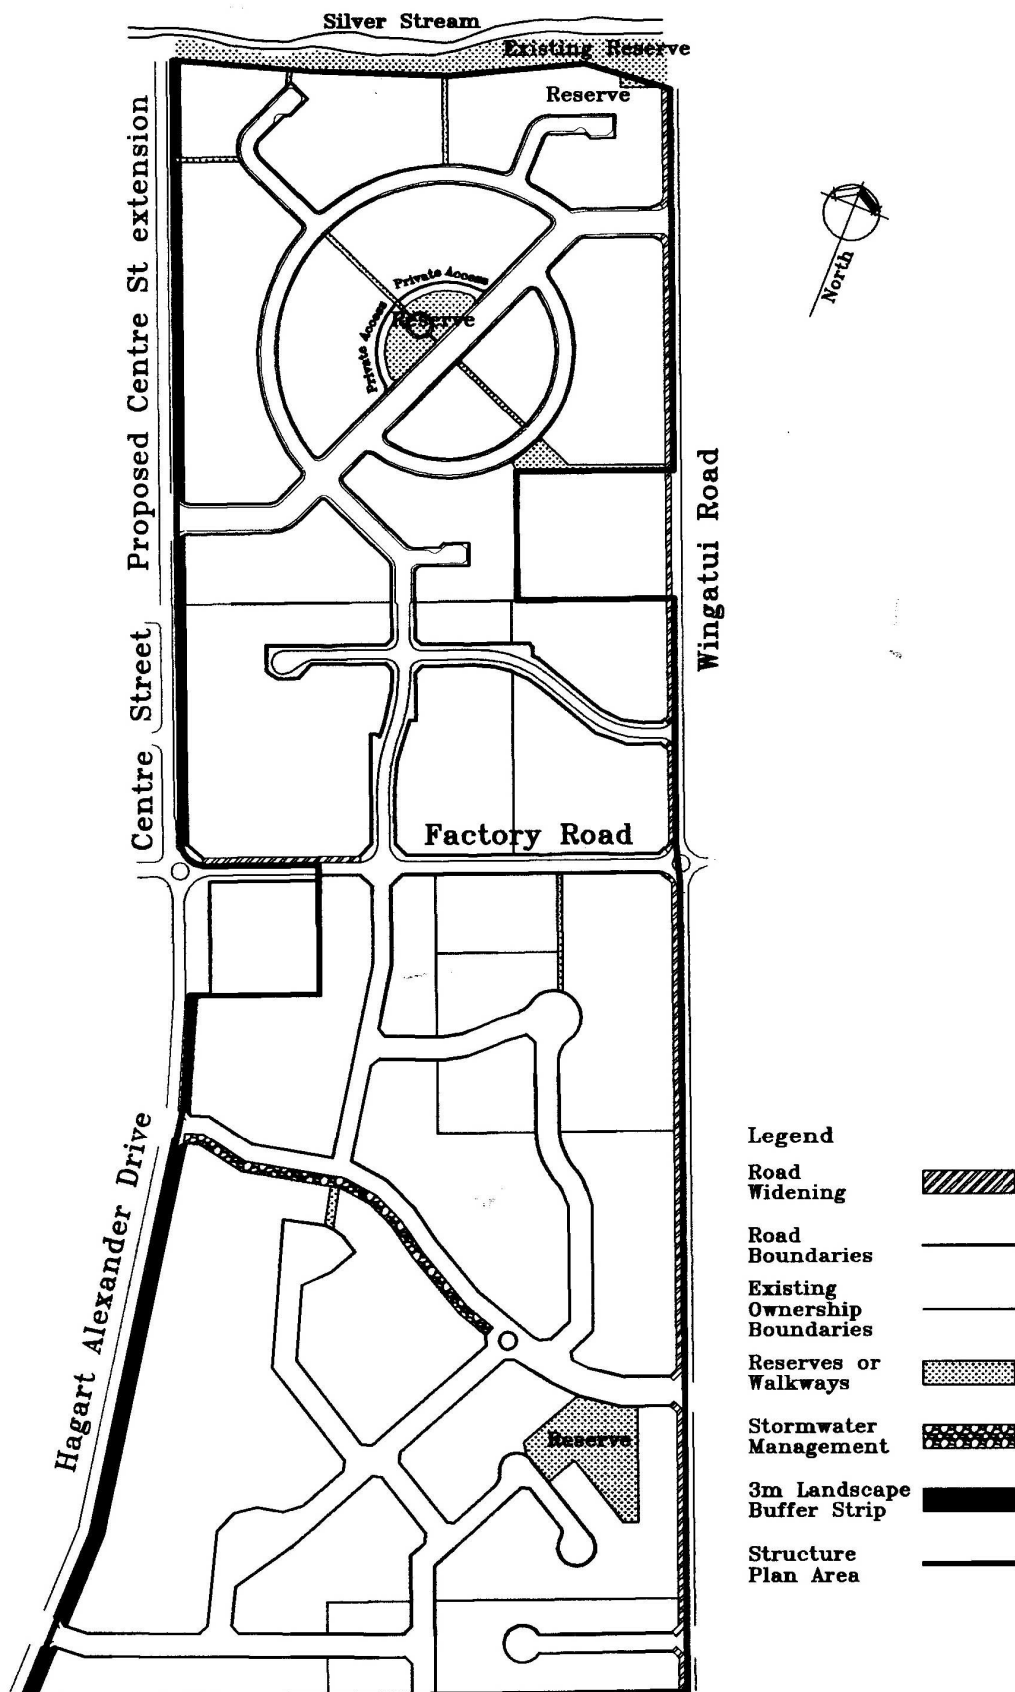 Silver Stream
Existing Reserve
Reserve
Proposed Centre St extension
North
Private Access
Private Access
Reserve
Wingatui Road
Centre Street
Factory Road
Hagart Alexander Drive
Reserve
Legend
Road
Widening
Road
Boundaries
Existing
Ownership
Boundaries
Reserves or
Walkways
Stormwater
Management
3m Landscape
Buffer Strip
Structure
Plan Area